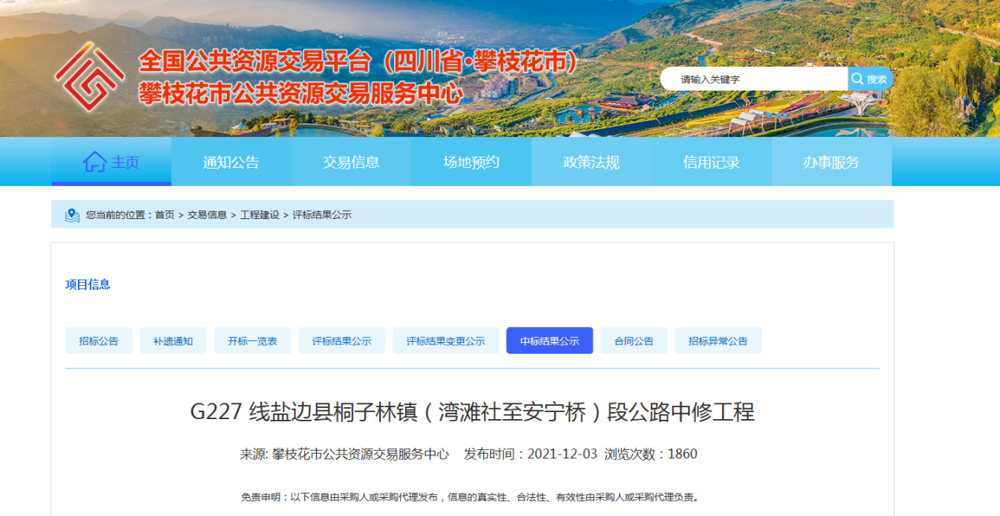 全国公共资源交易平台（四川省·攀枝花市）
攀枝花市公共资源交易服务中心
请输入关键字 搜索
主页 通知公告 交易信息 场地预约 政策法规 信用记录 办事服务
您当前的位置：首页 > 交易信息 > 工程建设 > 评标结果公示
项目信息
招标公告 补遗通知 开标一览表 评标结果公示 评标结果变更公示 中标结果公示 合同公告 招标异常公告
G227 线盐边县桐子林镇（湾滩社至安宁桥）段公路中修工程
来源: 攀枝花市公共资源交易服务中心 发布时间：2021-12-03 浏览次数：1860
免责申明：以下信息由采购人或采购代理发布，信息的真实性、合法性、有效性由采购人或采购代理负责。